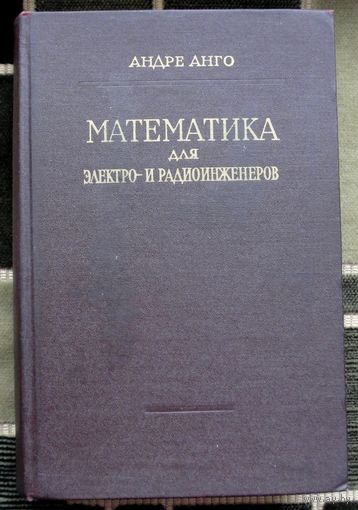 АНДРЕ АНГО
МАТЕМАТИКА
для
ЭЛЕКТРО- И РАДИОИНЖЕНЕРОВ